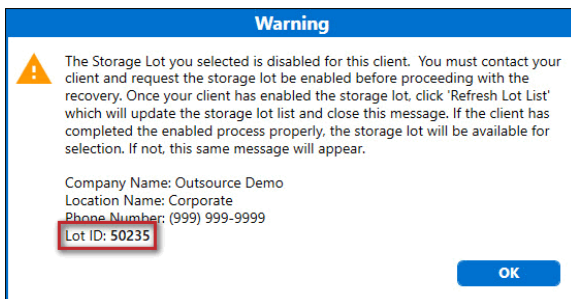 Warning
The Storage Lot you selected is disabled for this client.  You must contact your
client and request the storage lot be enabled before proceeding with the
recovery. Once your client has enabled the storage lot, click 'Refresh Lot List'
which will update the storage lot list and close this message. If the client has
completed the enabled process properly, the storage lot will be available for
selection. If not, this same message will appear.
Company Name: Outsource Demo
Location Name: Corporate
Phone Number: (999) 999-9999
Lot ID: 50235
OK